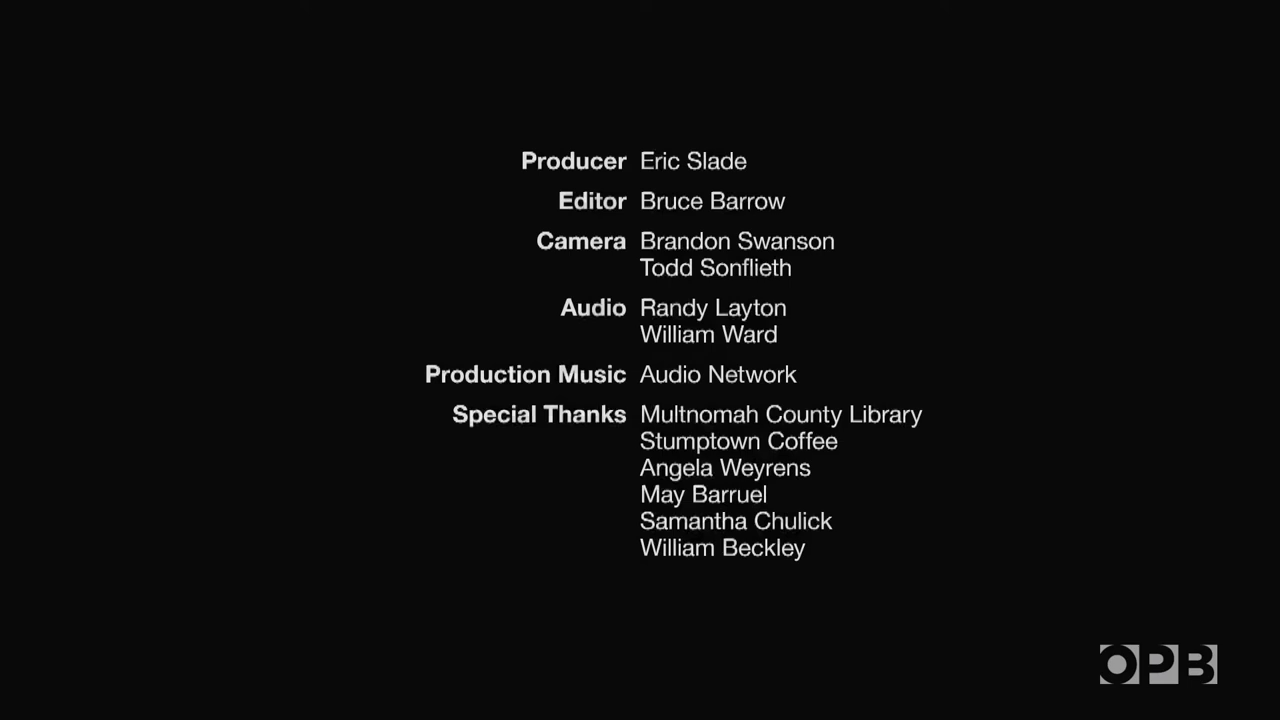 Producer Eric Slade
Editor Bruce Barrow
Camera Brandon Swanson
Todd Sonflieth
Audio Randy Layton
William Ward
Production Music Audio Network
Special Thanks Multnomah County Library
Stumptown Coffee
Angela Weyrens
May Barruel
Samantha Chulick
William Beckley
OPB